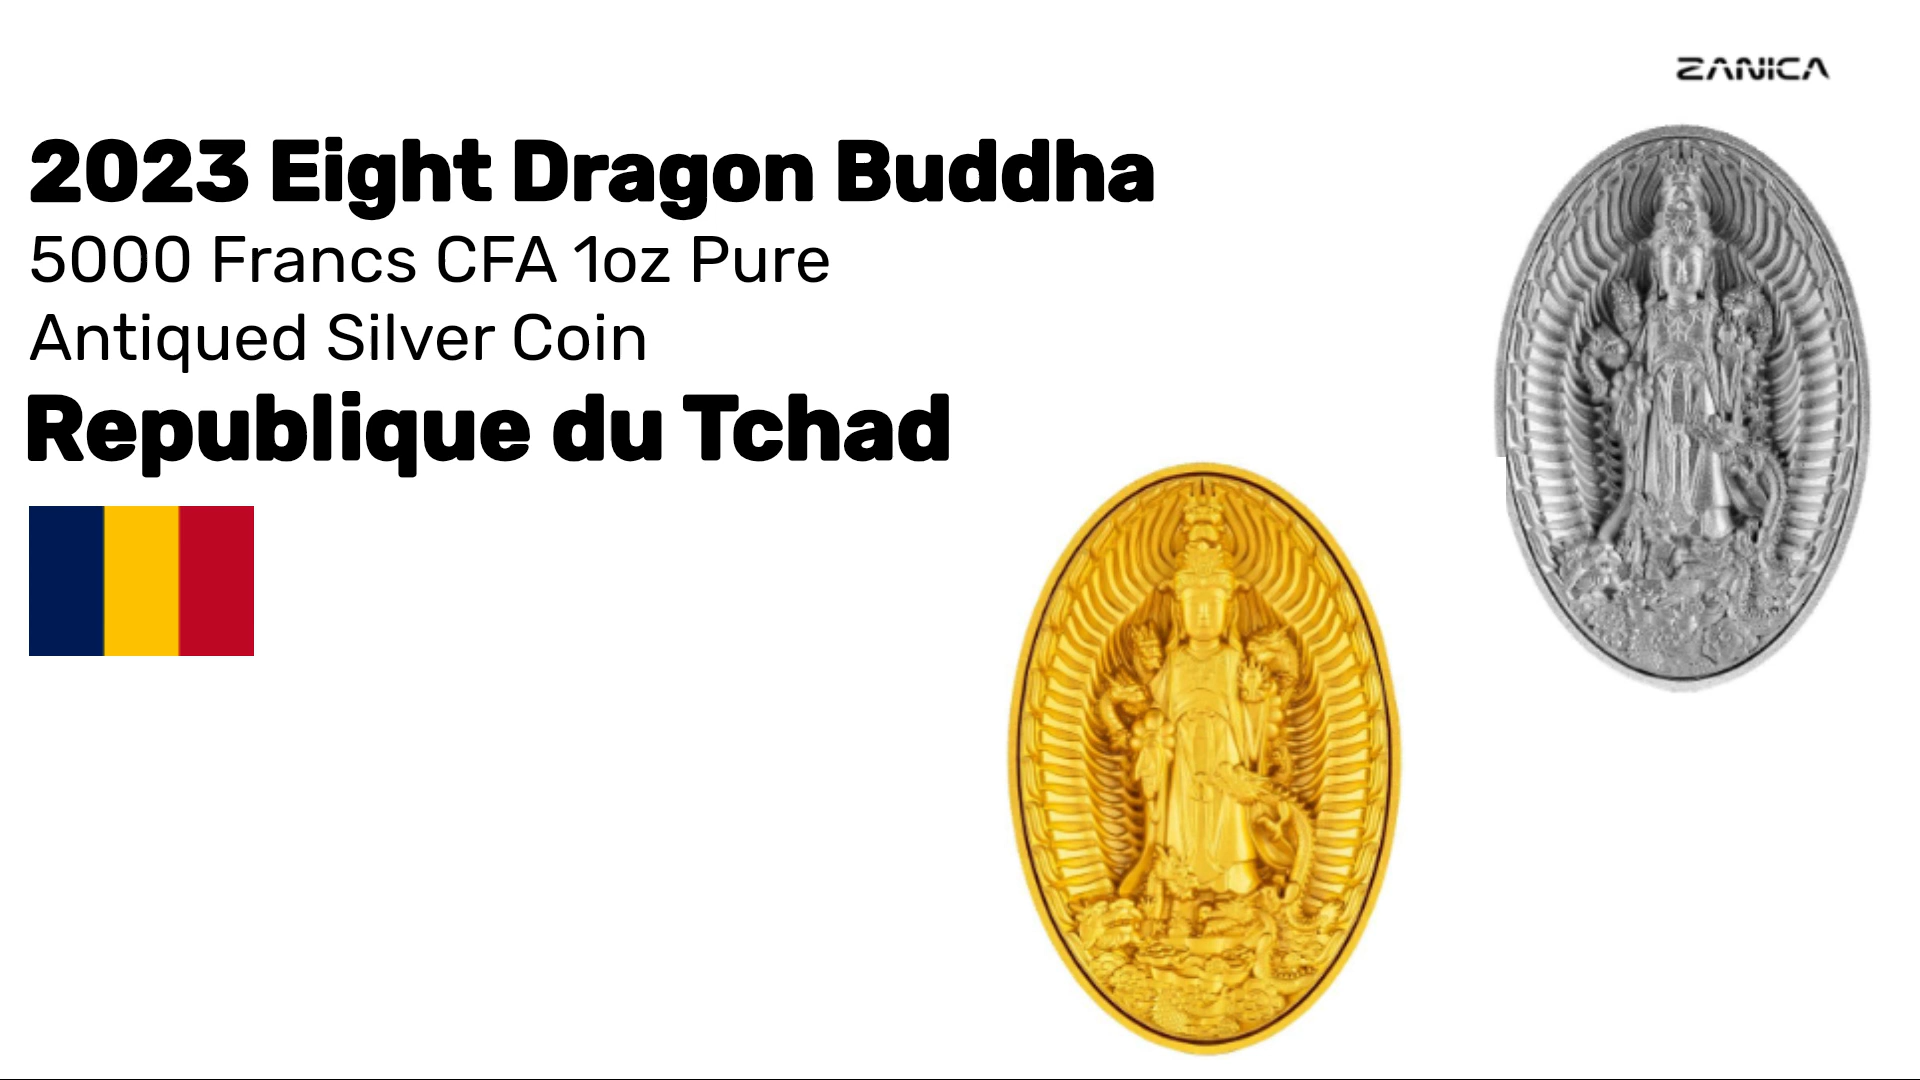 ZANICA
2023 Eight Dragon Buddha
5000 Francs CFA 1oz Pure
Antiqued Silver Coin
Republique du Tchad